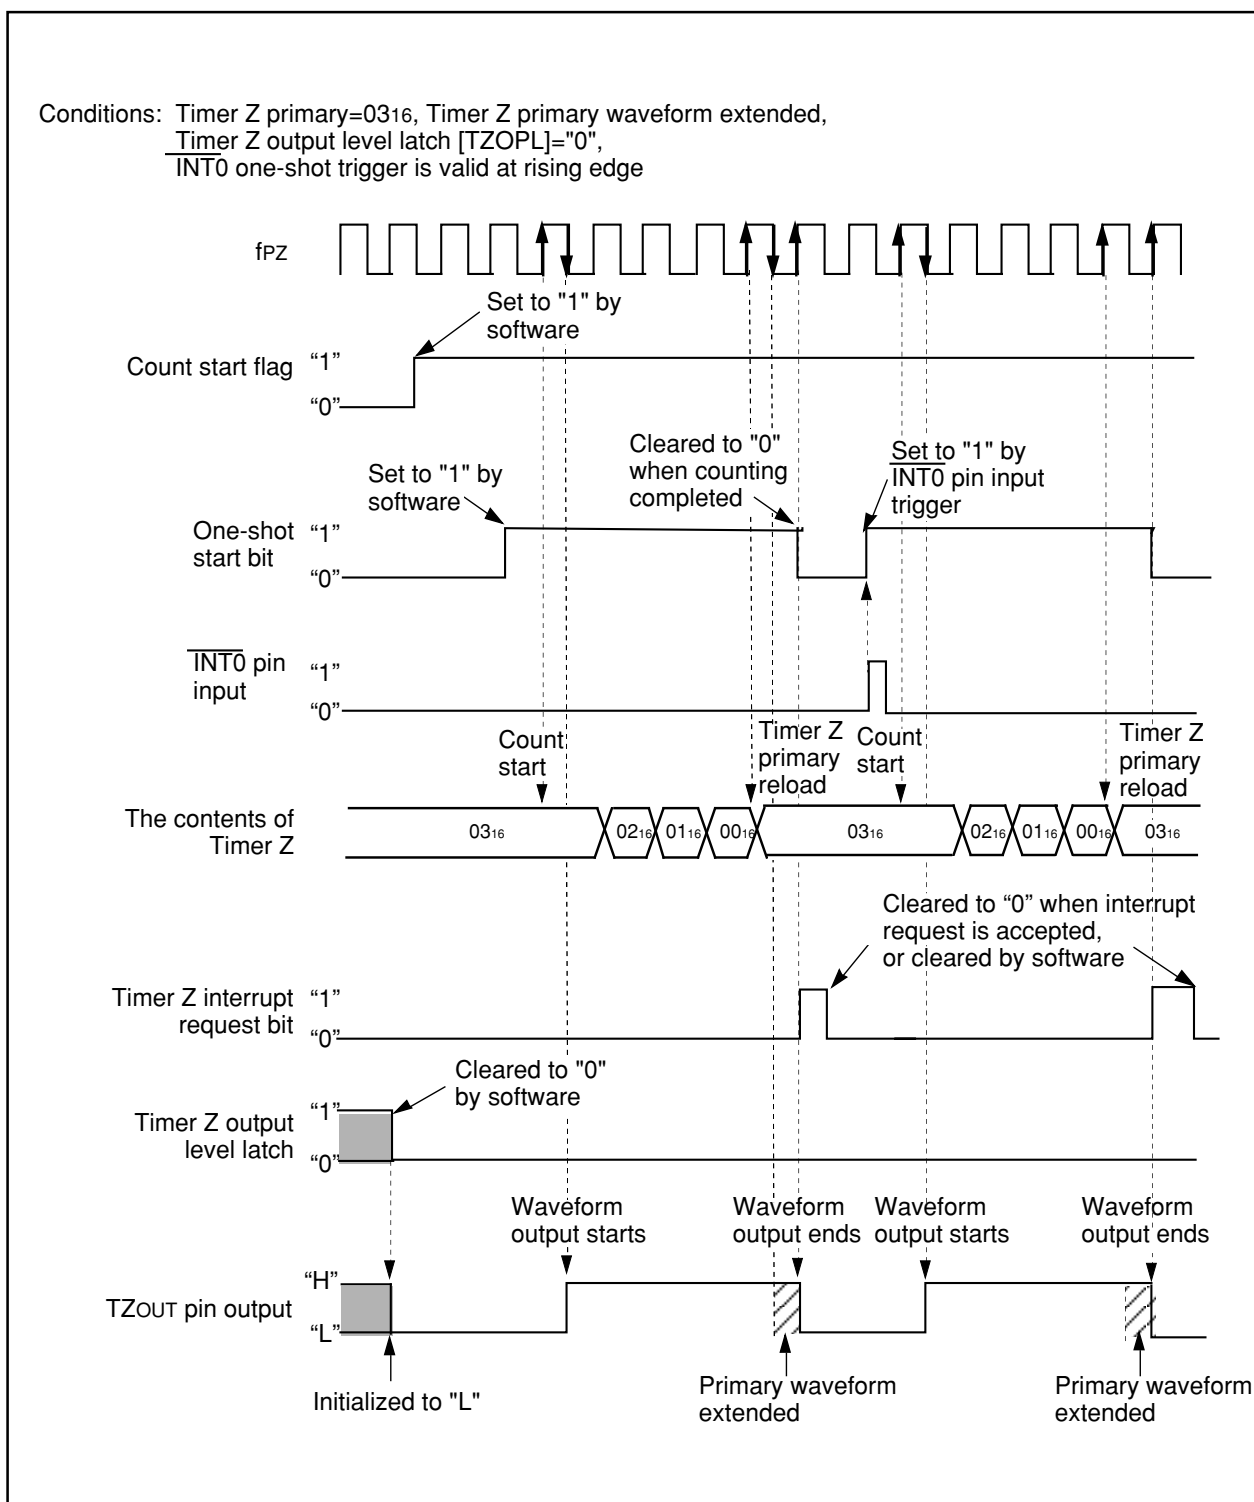 Conditions: Timer Z primary=0316, Timer Z primary waveform extended,
Timer Z output level latch [TZOPL]="0",
INT0 one-shot trigger is valid at rising edge
fPZ
Set to "1" by
software
Count start flag
“1”
“0”
Set to "1" by
software
Cleared to "0"
when counting
completed
Set to "1" by
INT0 pin input
trigger
One-shot
start bit
“1”
“0”
INT0 pin
input
“1”
“0”
Count
start
Timer Z
primary
reload
Count
start
Timer Z
primary
reload
The contents of
Timer Z
0316 0216 0116 0016 0316 0216 0116 0016 0316
Cleared to “0” when interrupt
request is accepted,
or cleared by software
Timer Z interrupt
request bit
“1”
“0”
Cleared to "0"
by software
Timer Z output
level latch
“1”
“0”
Waveform
output starts
Waveform
output ends
Waveform
output starts
Waveform
output ends
TZOUT pin output
“H”
“L”
Initialized to "L"
Primary waveform
extended
Primary waveform
extended